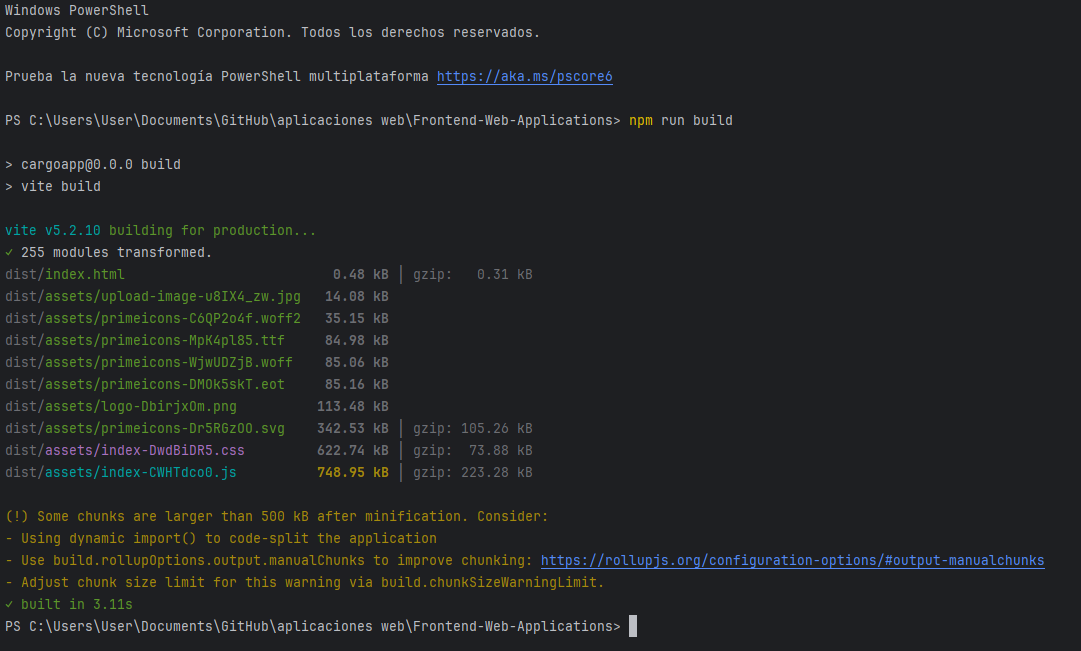 Windows PowerShell
Copyright (C) Microsoft Corporation. Todos los derechos reservados.
Prueba la nueva tecnología PowerShell multiplataforma https://aka.ms/pscore6
PS C:\Users\User\Documents\GitHub\aplicaciones web\Frontend-Web-Applications> npm run build
> cargoapp@0.0.0 build
> vite build
vite v5.2.10 building for production...
✓ 255 modules transformed.
dist/index.html                          0.48 kB │ gzip:   0.31 kB
dist/assets/upload-image-u8IX4_zw.jpg   14.08 kB
dist/assets/primeicons-C6QP2o4f.woff2   35.15 kB
dist/assets/primeicons-MpK4pl85.ttf     84.98 kB
dist/assets/primeicons-WjwUDZjB.woff    85.06 kB
dist/assets/primeicons-DMOk5skT.eot     85.16 kB
dist/assets/logo-DbirjxOm.png          113.48 kB
dist/assets/primeicons-Dr5RGzOO.svg    342.53 kB │ gzip: 105.26 kB
dist/assets/index-DwdBiDR5.css         622.74 kB │ gzip:  73.88 kB
dist/assets/index-CWHTdco0.js          748.95 kB │ gzip: 223.28 kB
(!) Some chunks are larger than 500 kB after minification. Consider:
- Using dynamic import() to code-split the application
- Use build.rollupOptions.output.manualChunks to improve chunking: https://rollupjs.org/configuration-options/#output-manualchunks
- Adjust chunk size limit for this warning via build.chunkSizeWarningLimit.
✓ built in 3.11s
PS C:\Users\User\Documents\GitHub\aplicaciones web\Frontend-Web-Applications>